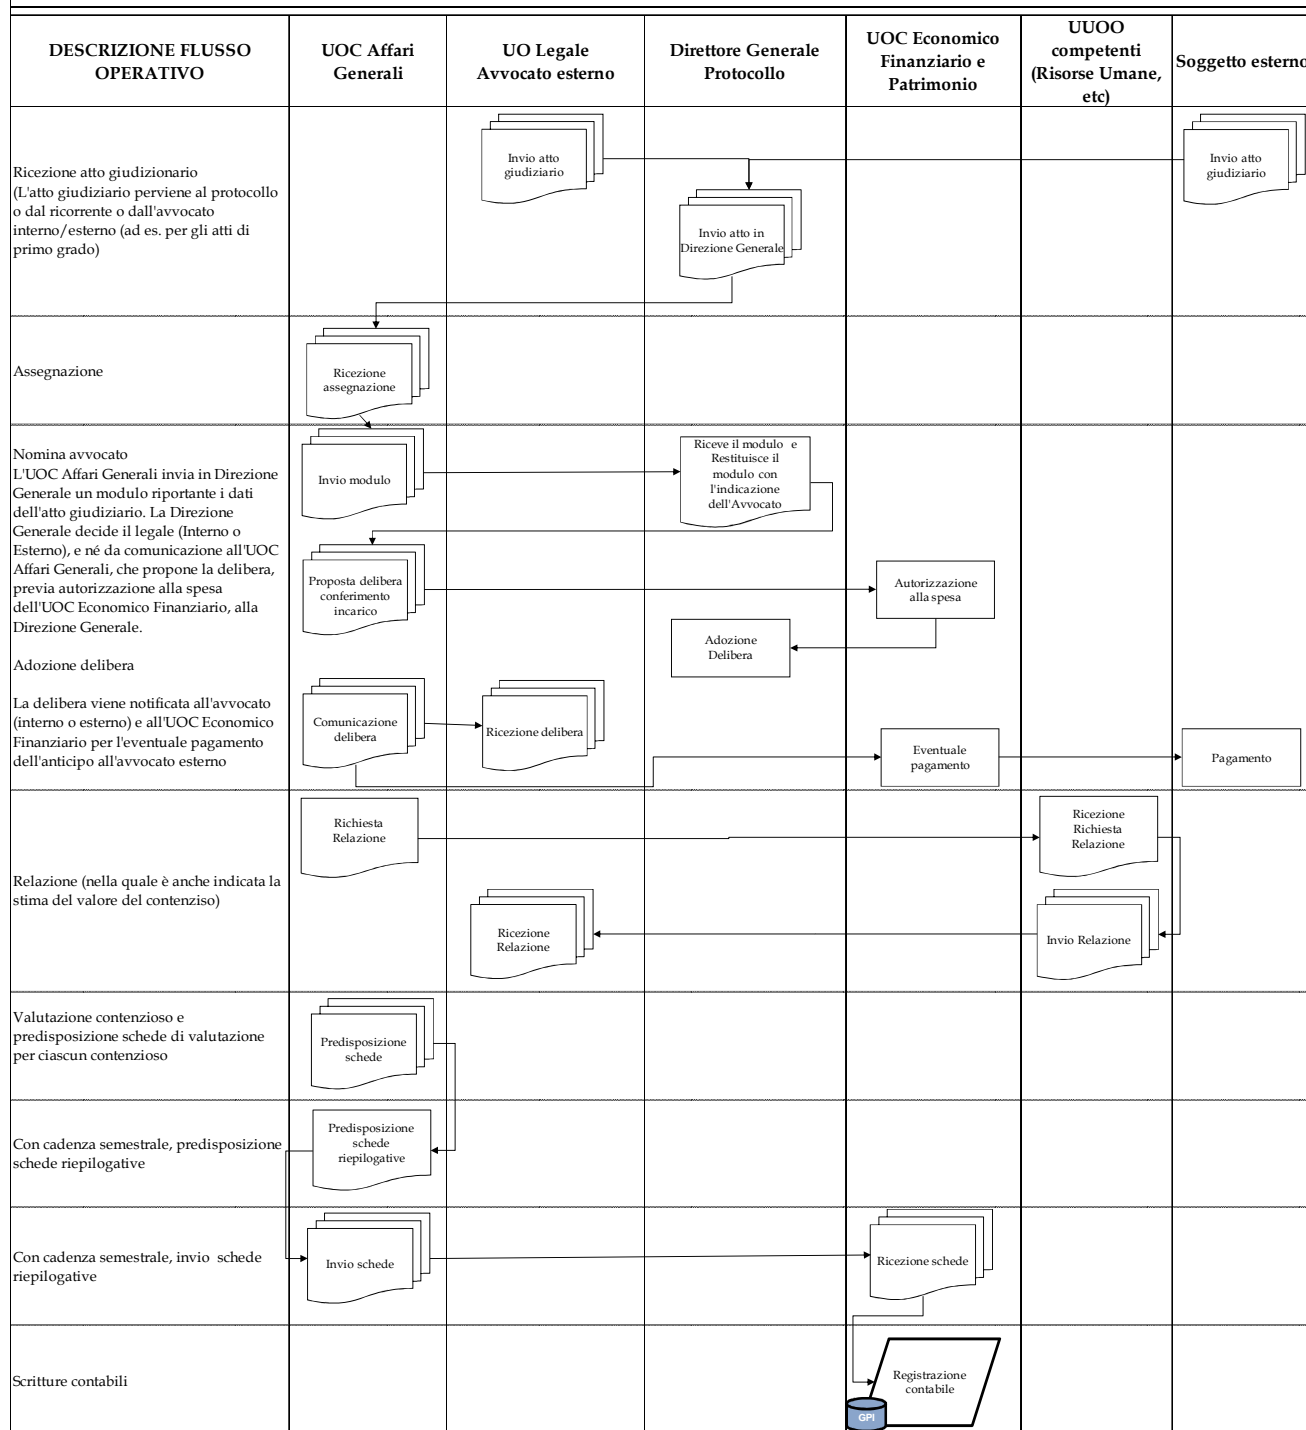 DESCRIZIONE FLUSSO
OPERATIVO
UOC Affari
Generali
UO Legale
Avvocato esterno
Direttore Generale
Protocollo
UOC Economico
Finanziario e
Patrimonio
UUOO
competenti
(Risorse Umane,
etc)
Soggetto esterno
Ricezione atto giudizionario
(L'atto giudiziario perviene al protocollo
o dal ricorrente o dall'avvocato
interno/esterno (ad es. per gli atti di
primo grado)
Invio atto
giudiziario
Invio atto in
Direzione Generale
Invio atto
giudiziario
Assegnazione
Ricezione
assegnazione
Nomina avvocato
L'UOC Affari Generali invia in Direzione
Generale un modulo riportante i dati
dell'atto giudiziario. La Direzione
Generale decide il legale (Interno o
Esterno), e né da comunicazione all'UOC
Affari Generali, che propone la delibera,
previa autorizzazione alla spesa
dell'UOC Economico Finanziario, alla
Direzione Generale.
Adozione delibera
La delibera viene notificata all'avvocato
(interno o esterno) e all'UOC Economico
Finanziario per l'eventuale pagamento
dell'anticipo all'avvocato esterno
Invio modulo
Riceve il modulo e
Restituisce il
modulo con
l'indicazione
dell'Avvocato
Proposta delibera
conferimento
incarico
Autorizzazione
alla spesa
Adozione
Delibera
Comunicazione
delibera
Ricezione delibera
Eventuale
pagamento
Pagamento
Relazione (nella quale è anche indicata la
stima del valore del contenziso)
Richiesta
Relazione
Ricezione
Richiesta
Relazione
Ricezione
Relazione
Invio Relazione
Valutazione contenzioso e
predisposizione schede di valutazione
per ciascun contenzioso
Predisposizione
schede
Con cadenza semestrale, predisposizione
schede riepilogative
Predisposizione
schede
riepilogative
Con cadenza semestrale, invio schede
riepilogative
Invio schede
Ricezione schede
Scritture contabili
Registrazione
contabile
GPI